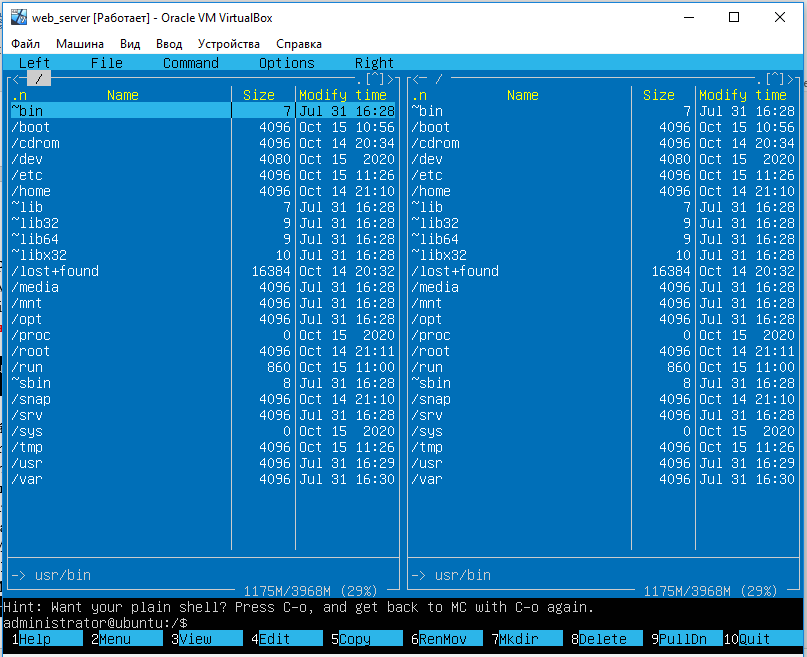 web_server [Работает] - Oracle VM VirtualBox
Файл Машина Вид Ввод Устройства Справка
Left File Command Options Right
<- / .[^]> <- / .[^]>
.n Name Size Modify time .n Name Size Modify time
~bin 7 Jul 31 16:28 ~bin 7 Jul 31 16:28
/boot 4096 Oct 15 10:56 /boot 4096 Oct 15 10:56
/cdrom 4096 Oct 14 20:34 /cdrom 4096 Oct 14 20:34
/dev 4080 Oct 15 2020 /dev 4080 Oct 15 2020
/etc 4096 Oct 15 11:26 /etc 4096 Oct 15 11:26
/home 4096 Oct 14 21:10 /home 4096 Oct 14 21:10
~lib 7 Jul 31 16:28 ~lib 7 Jul 31 16:28
~lib32 9 Jul 31 16:28 ~lib32 9 Jul 31 16:28
~lib64 9 Jul 31 16:28 ~lib64 9 Jul 31 16:28
~libx32 10 Jul 31 16:28 ~libx32 10 Jul 31 16:28
/lost+found 16384 Oct 14 20:32 /lost+found 16384 Oct 14 20:32
/media 4096 Jul 31 16:28 /media 4096 Jul 31 16:28
/mnt 4096 Jul 31 16:28 /mnt 4096 Jul 31 16:28
/opt 4096 Jul 31 16:28 /opt 4096 Jul 31 16:28
/proc 0 Oct 15 2020 /proc 0 Oct 15 2020
/root 4096 Oct 14 21:11 /root 4096 Oct 14 21:11
/run 860 Oct 15 11:00 /run 860 Oct 15 11:00
~sbin 8 Jul 31 16:28 ~sbin 8 Jul 31 16:28
/snap 4096 Oct 14 21:10 /snap 4096 Oct 14 21:10
/srv 4096 Jul 31 16:28 /srv 4096 Jul 31 16:28
/sys 0 Oct 15 2020 /sys 0 Oct 15 2020
/tmp 4096 Oct 15 11:26 /tmp 4096 Oct 15 11:26
/usr 4096 Jul 31 16:29 /usr 4096 Jul 31 16:29
/var 4096 Jul 31 16:30 /var 4096 Jul 31 16:30
-> usr/bin -> usr/bin
1175M/3968M (29%) 1175M/3968M (29%)
Hint: Want your plain shell? Press C-o, and get back to MC with C-o again.
administrator@ubuntu:/$
1Help 2Menu 3View 4Edit 5Copy 6RenMov 7Mkdir 8Delete 9PullDn 10Quit